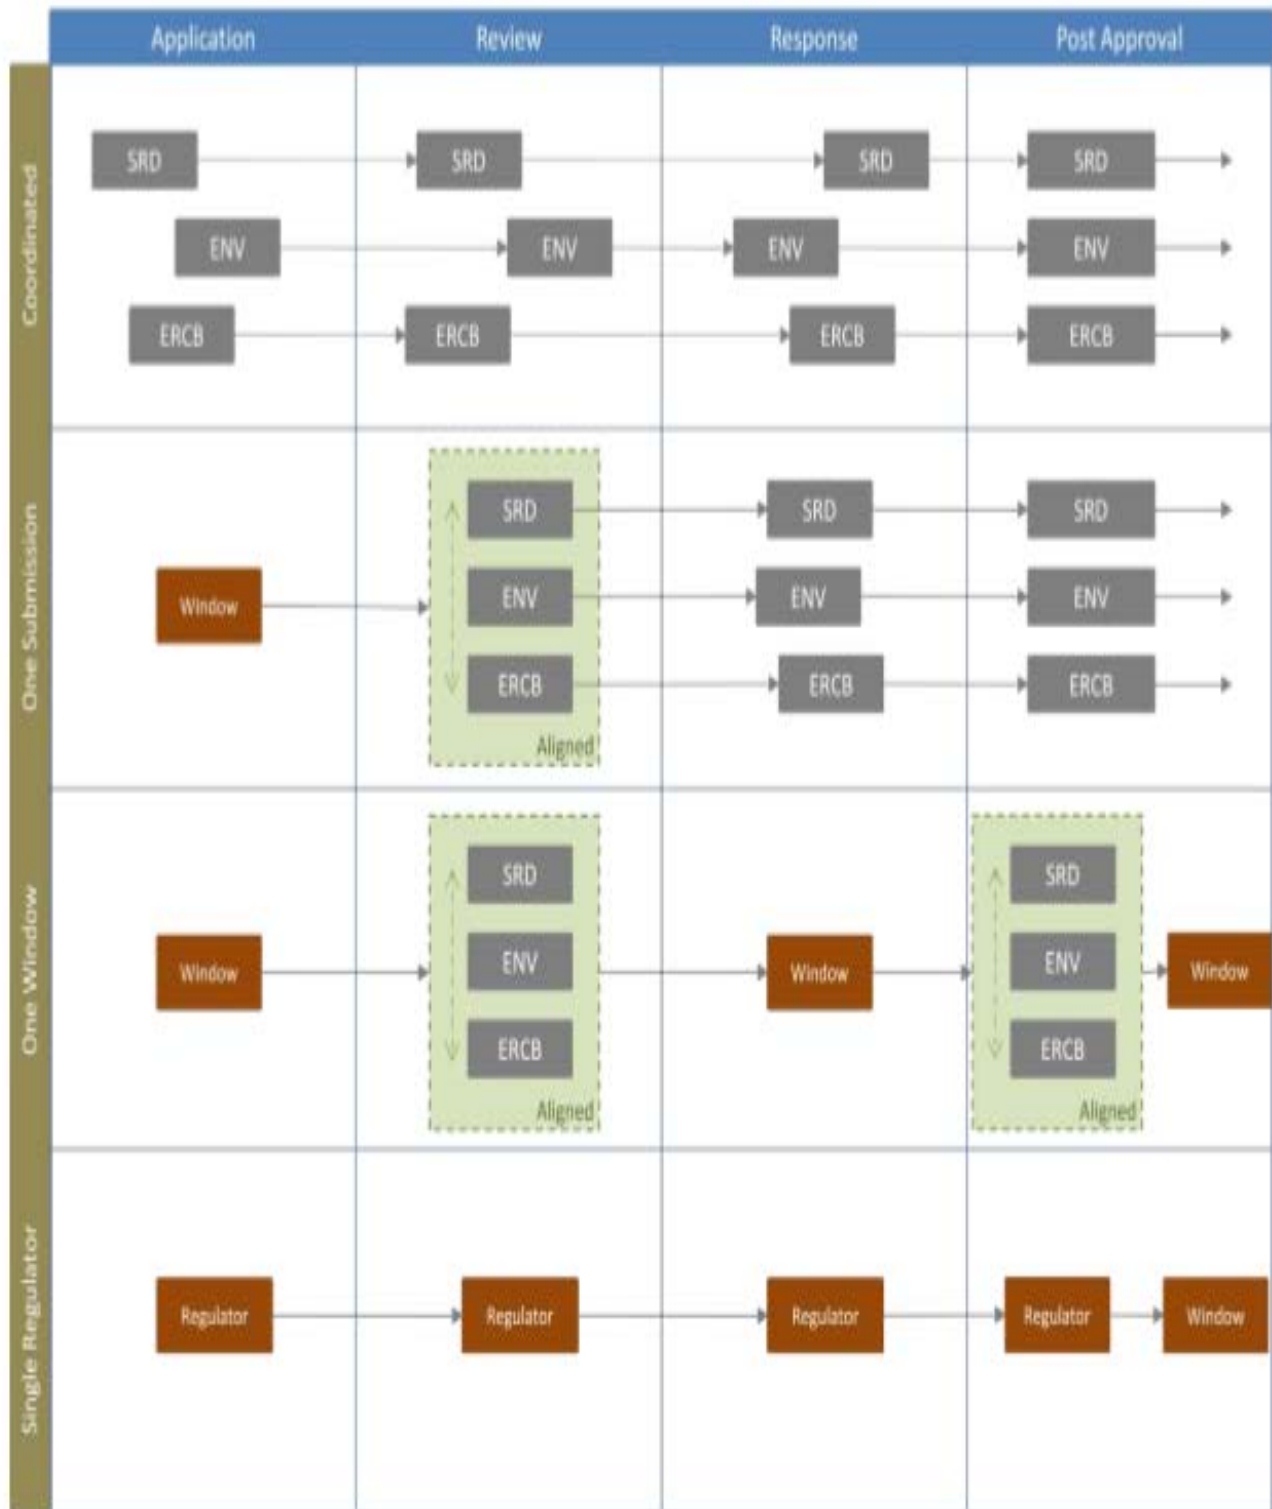 Application Review Response Post Approval
Coordinated
SRD SRD SRD SRD
ENV ENV ENV ENV
ERCB ERCB ERCB ERCB
One Submission
SRD SRD SRD
Window ENV ENV ENV
ERCB ERCB ERCB
Aligned
One Window
SRD SRD
Window ENV Window ENV Window
ERCB ERCB
Aligned Aligned
Single Regulator
Regulator Regulator Regulator Regulator Window